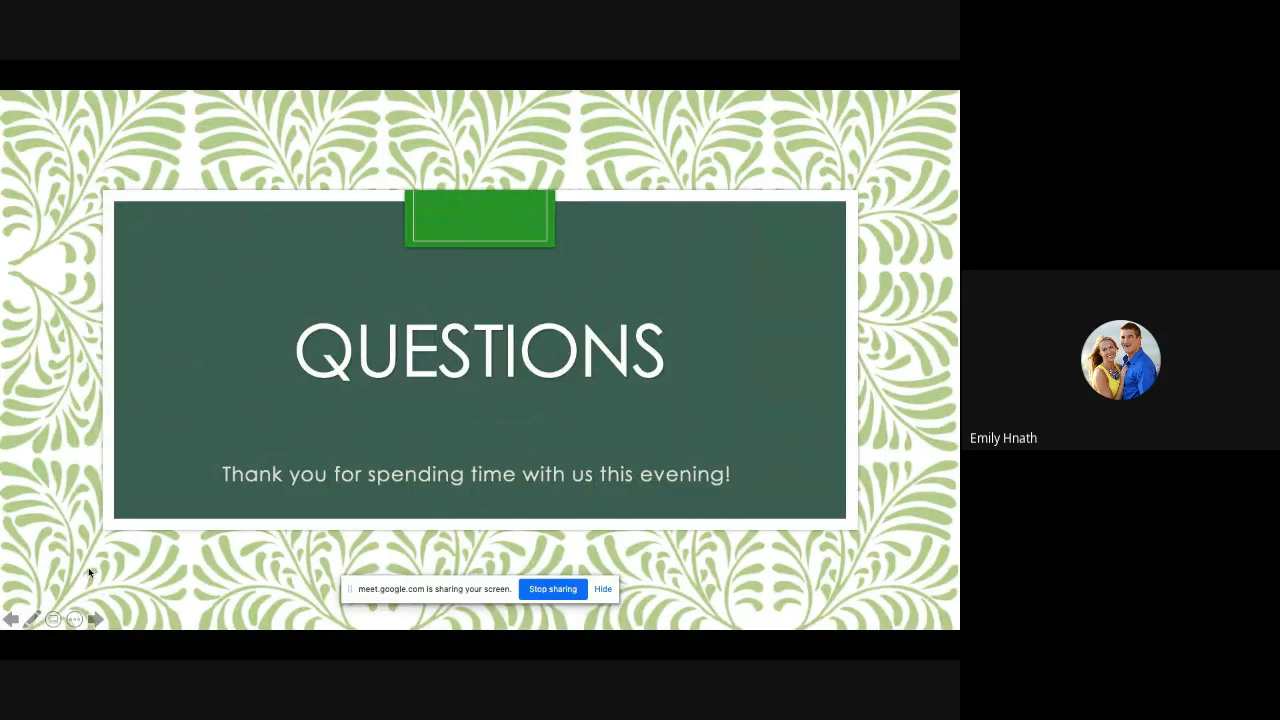 QUESTIONS
Thank you for spending time with us this evening!
Emily Hnath
meet.google.com is sharing your screen. Stop sharing Hide